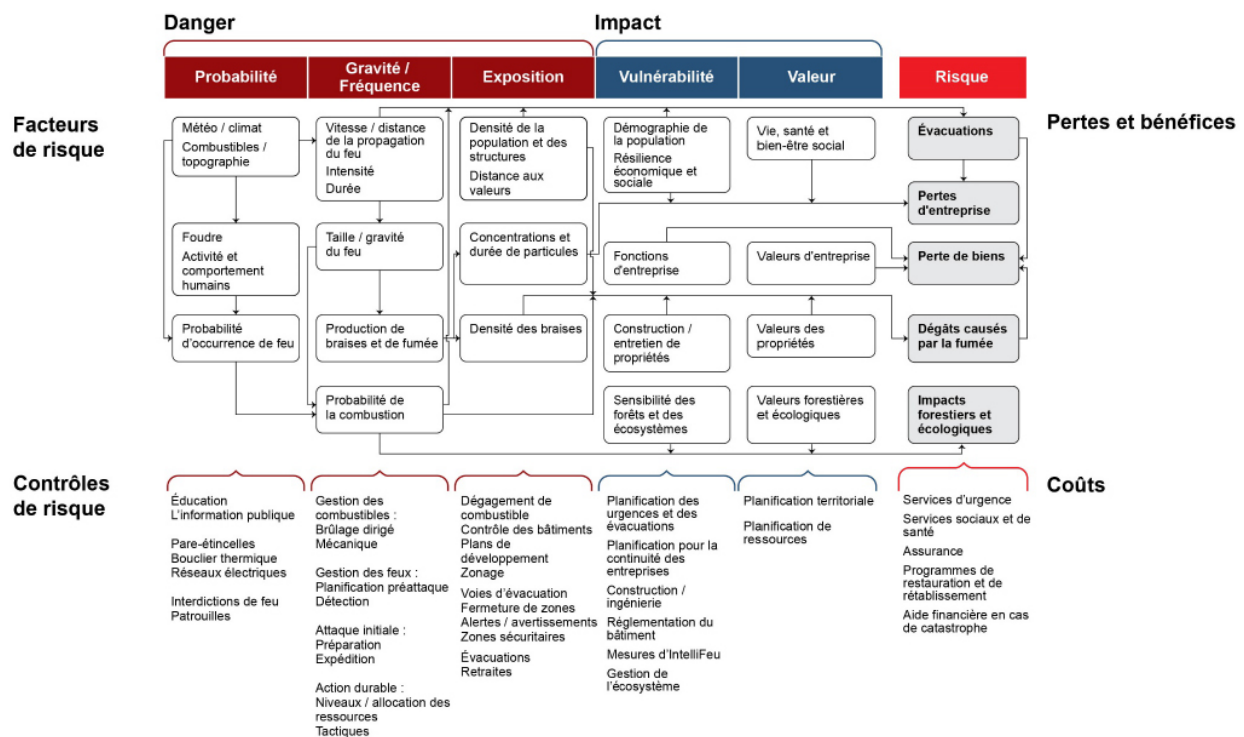 Danger
Impact
Probabilité
Gravité /
Fréquence
Exposition
Vulnérabilité
Valeur
Risque
Facteurs
de risque
Pertes et bénéfices
Météo / climat
Combustibles /
topographie
Vitesse / distance
de la propagation
du feu
Intensité
Durée
Densité de la
population et des
structures
Distance aux
valeurs
Démographie de
la population
Résilience
économique et
sociale
Vie, santé et
bien-être social
Évacuations
Pertes
d'entreprise
Foudre
Activité et
comportement
humains
Taille / gravité
du feu
Concentrations et
durée de particules
Fonctions
d'entreprise
Valeurs d'entreprise
Perte de biens
Probabilité
d'occurrence de feu
Production de
braises et de fumée
Densité des braises
Construction /
entretien de
propriétés
Valeurs des
propriétés
Dégâts causés
par la fumée
Probabilité de
la combustion
Sensibilité des
forêts et des
écosystèmes
Valeurs forestières
et écologiques
Impacts
forestiers et
écologiques
Contrôles
de risque
Coûts
Éducation
L'information publique
Pare-étincelles
Bouclier thermique
Réseaux électriques
Interdictions de feu
Patrouilles
Gestion des
combustibles :
Brûlage dirigé
Mécanique
Gestion des feux :
Planification préattaque
Détection
Attaque initiale :
Préparation
Expédition
Action durable :
Niveaux / allocation des
ressources
Tactiques
Dégagement de
combustible
Contrôle des bâtiments
Plans de
développement
Zonage
Voies d'évacuation
Fermeture de zones
Alertes / avertissements
Zones sécuritaires
Évacuations
Retraites
Planification des
urgences et des
évacuations
Planification pour la
continuité des
entreprises
Construction /
ingénierie
Réglementation du
bâtiment
Mesures d'IntelliFeu
Gestion de
l'écosystème
Planification territoriale
Planification de
ressources
Services d'urgence
Services sociaux et de
santé
Assurance
Programmes de
restauration et de
rétablissement
Aide financière en cas
de catastrophe